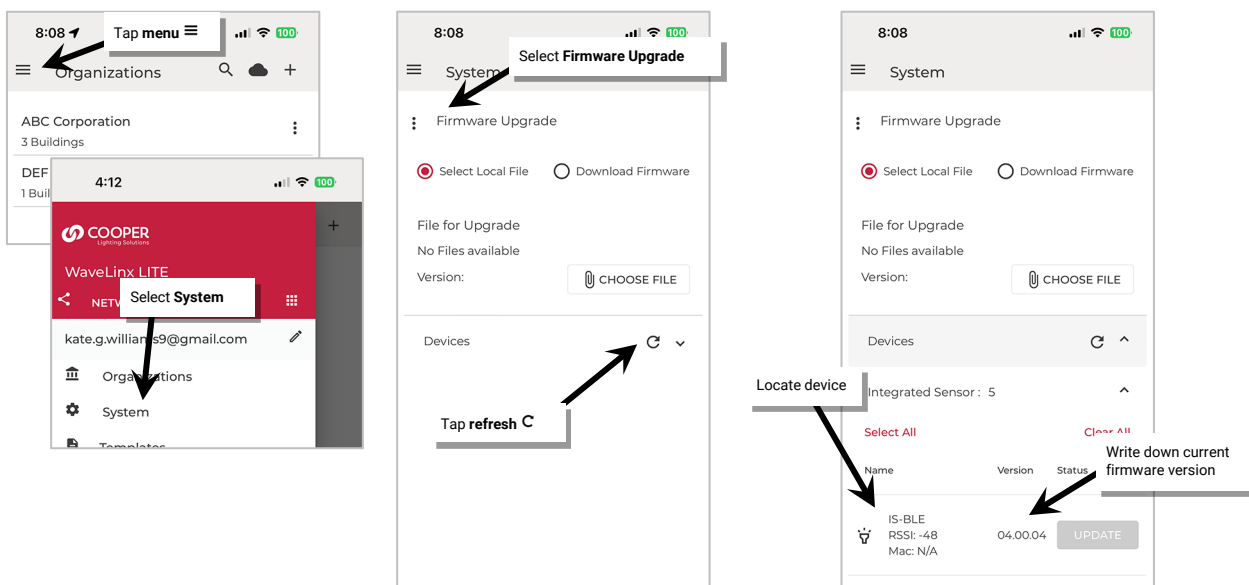 8:08
Tap menu
100
Organizations
ABC Corporation
3 Buildings
DEF
1 Buil
4:12
100
COOPER
Lighting Solutions
WaveLinx LITE
NETW
Select System
kate.g.williams9@gmail.com
Organizations
System
Templates
8:08
100
Select Firmware Upgrade
System
Firmware Upgrade
Select Local File
Download Firmware
File for Upgrade
No Files available
Version:
CHOOSE FILE
Devices
Tap refresh
8:08
100
System
Firmware Upgrade
Select Local File
Download Firmware
File for Upgrade
No Files available
Version:
CHOOSE FILE
Devices
Locate device
Integrated Sensor : 5
Select All
Clear All
Write down current
firmware version
Name
Version
Status
IS-BLE
RSSI: -48
Mac: N/A
04.00.04
UPDATE